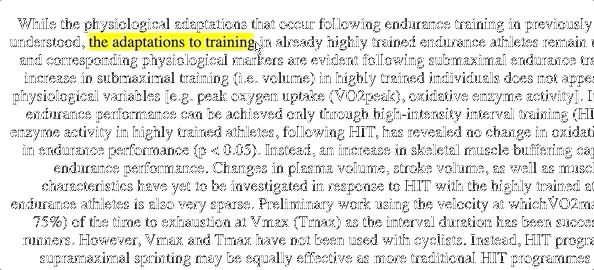 While the physiological adaptations that occur following endurance training in previously
understood, the adaptations to training in already highly trained endurance athletes remain
and corresponding physiological markers are evident following submaximal endurance tra
increase in submaximal training (i.e. volume) in highly trained individuals does not appe
physiological variables [e.g. peak oxygen uptake (V̇O2peak), oxidative enzyme activity]. I
endurance performance can be achieved only through high-intensity interval training (HI
enzyme activity in highly trained athletes, following HIT, has revealed no change in oxidati
in endurance performance (p < 0.05). Instead, an increase in skeletal muscle buffering cap
endurance performance. Changes in plasma volume, stroke volume, as well as musc
characteristics have yet to be investigated in response to HIT with the highly trained at
endurance athletes is also very sparse. Preliminary work using the velocity at whichV̇O2ma
75%) of the time to exhaustion at Vmax (Tmax) as the interval duration has been succes
runners. However, Vmax and Tmax have not been used with cyclists. Instead, HIT progra
supramaximal sprinting may be equally effective as more traditional HIT programmes